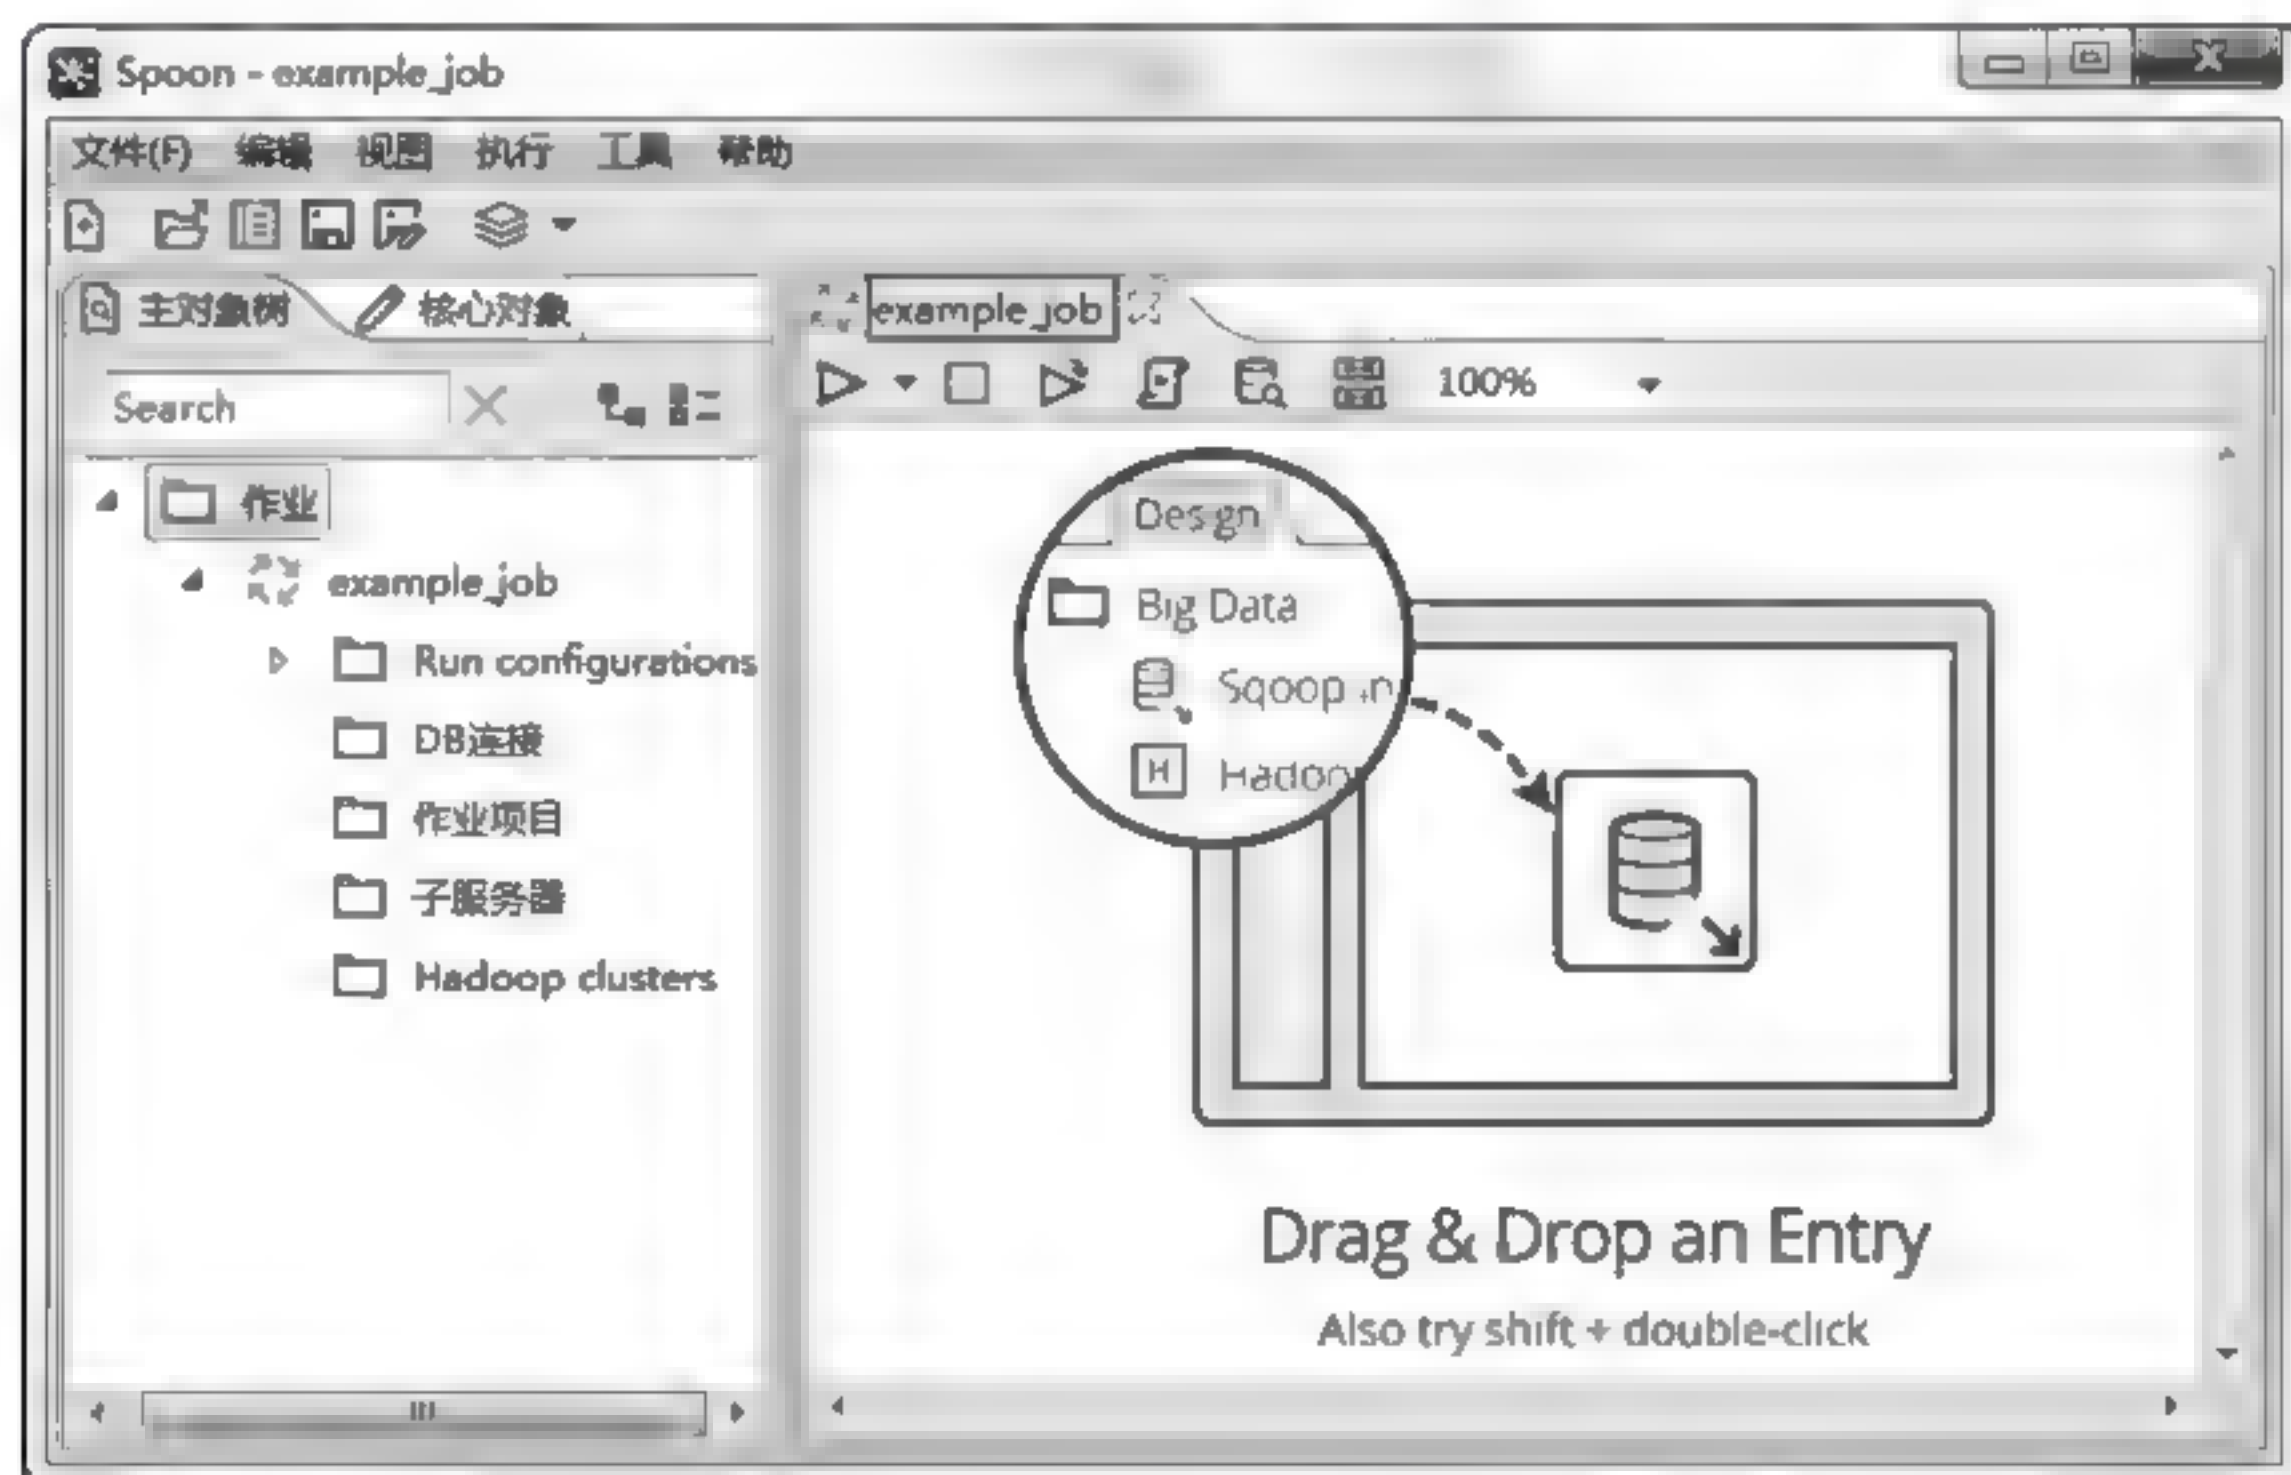 Spoon - example_job
文件(F) 编辑 视图 执行 工具 帮助
主对象树 核心对象
example_job
Search
100%
作业
example_job
Run configurations
DB连接
作业项目
子服务器
Hadoop clusters
Design
Big Data
Sqoop
H
Drag & Drop an Entry
Also try shift + double-click